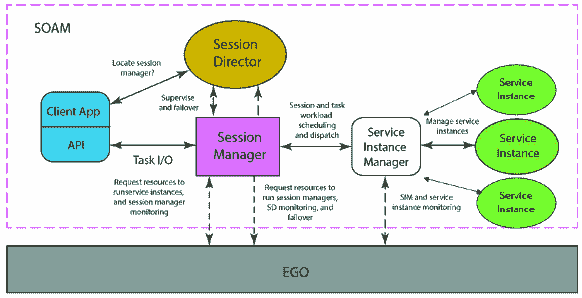 SOAM
Session
Director
Locate session
manager?
Service
Instance
Client App
API
Supervise
and failover
Session and task
workload
scheduling
and dispatch
Manage service
instances
Session
Manager
Service
Instance
Manager
Service
Instance
Task I/O
Request resources to
runservice instances,
and session manager
monitoring
Request resources to
run session managers,
SD monitoring, and
failover
SIM and service
instance monitoring
Service
Instance
EGO